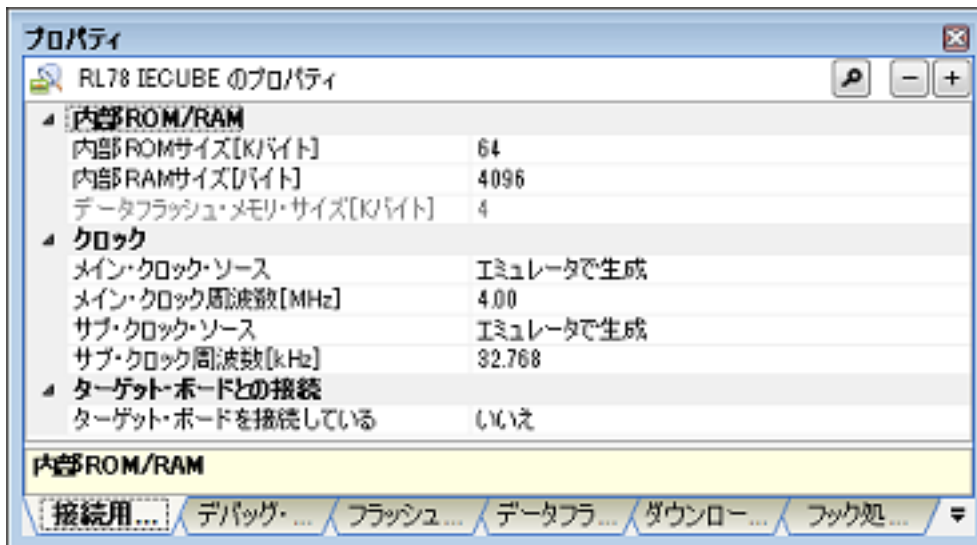 プロパティ
RL78 IECUBE のプロパティ
内部ROM/RAM
内部ROMサイズ[Kバイト] 64
内部RAMサイズ[バイト] 4096
データフラッシュ・メモリ・サイズ[Kバイト] 4
クロック
メイン・クロック・ソース エミュレータで生成
メイン・クロック周波数[MHz] 4.00
サブ・クロック・ソース エミュレータで生成
サブ・クロック周波数[kHz] 32.768
ターゲット・ボードとの接続
ターゲット・ボードを接続している いいえ
内部ROM/RAM
接続用... デバッグ・... フラッシュ... データフラ... ダウンロー... フック処...